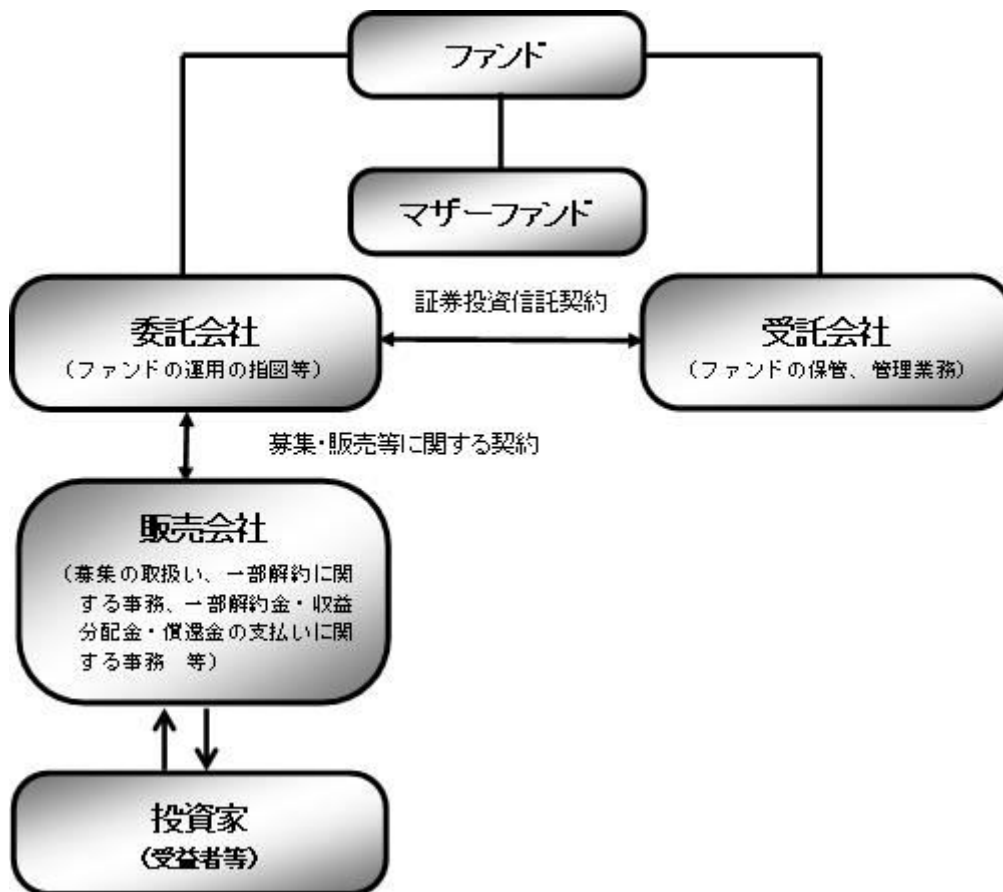 ファンド
マザーファンド
証券投資信託契約
委託会社
(ファンドの運用の指図等)
受託会社
(ファンドの保管、管理業務)
募集・販売等に関する契約
販売会社
(募集の取扱い、一部解約に関
する事務、一部解約金・収益
分配金・償還金の支払いに関
する事務　等)
投資家
(受益者等)